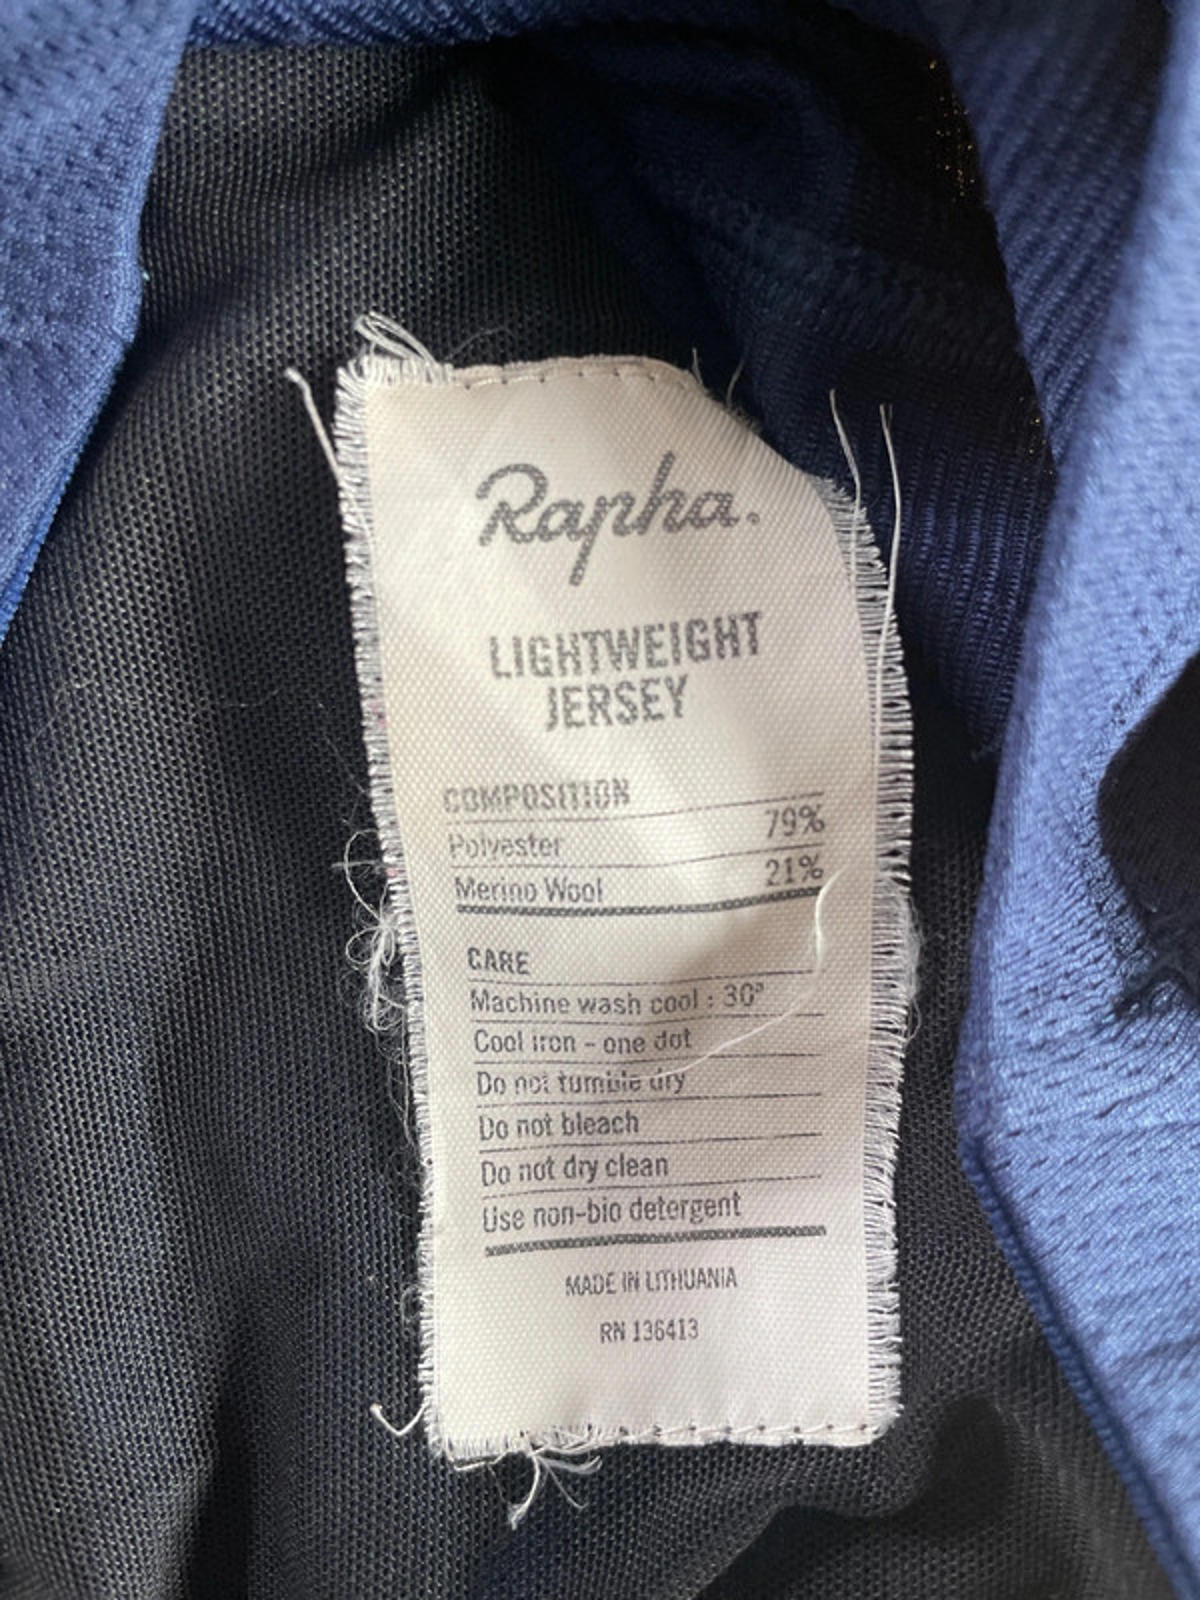 Rapha.
LIGHTWEIGHT
JERSEY
COMPOSITION
Polyester 79%
Merino Wool 21%
CARE
Machine wash cool : 30°
Cool iron - one dot
Do not tumble dry
Do not bleach
Do not dry clean
Use non-bio detergent
MADE IN LITHUANIA
RN 136413